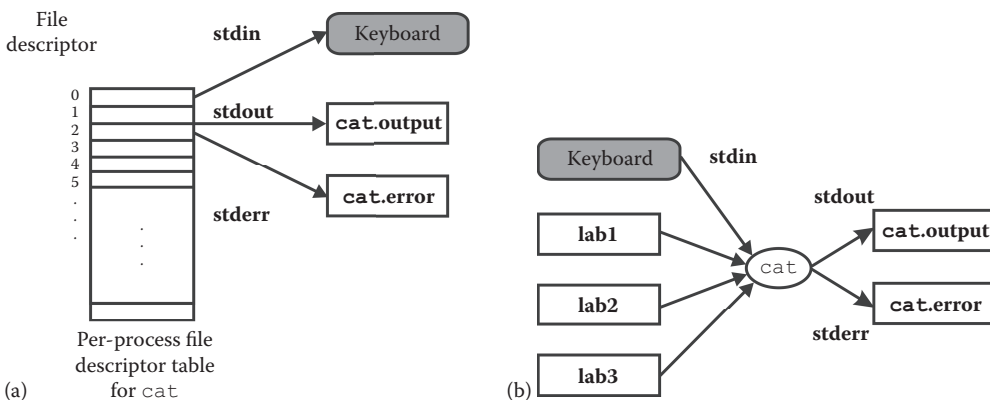 File
descriptor
stdin
Keyboard
0
1
2
3
4
5
.
.
.
.
.
.
stdout
cat.output
cat.error
stderr
Per-process file
descriptor table
for cat
(a)
Keyboard
stdin
lab1
lab2
lab3
cat
stdout
cat.output
cat.error
stderr
(b)